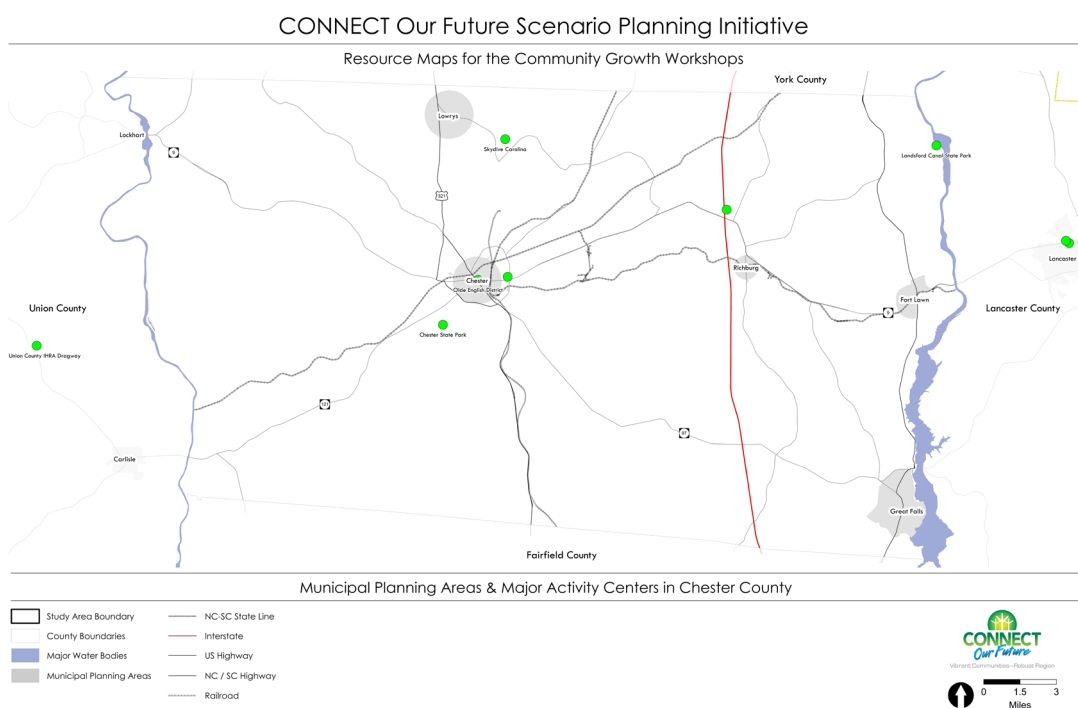 CONNECT Our Future Scenario Planning Initiative
Resource Maps for the Community Growth Workshops
York County
Lowrys
Lockhart
9
Skydive Carolina
Landsford Canal State Park
321
Lancaster
Richburg
Chester
Olde English District
Fort Lawn
Union County
Lancaster County
9
Chester State Park
Union County IHRA Dragway
121
97
Carlisle
Great Falls
Fairfield County
Municipal Planning Areas & Major Activity Centers in Chester County
Study Area Boundary
County Boundaries
Major Water Bodies
Municipal Planning Areas
NC-SC State Line
Interstate
US Highway
NC / SC Highway
Railroad
CONNECT
Our Future
Vibrant Communities–Robust Region
0 1.5 3
Miles